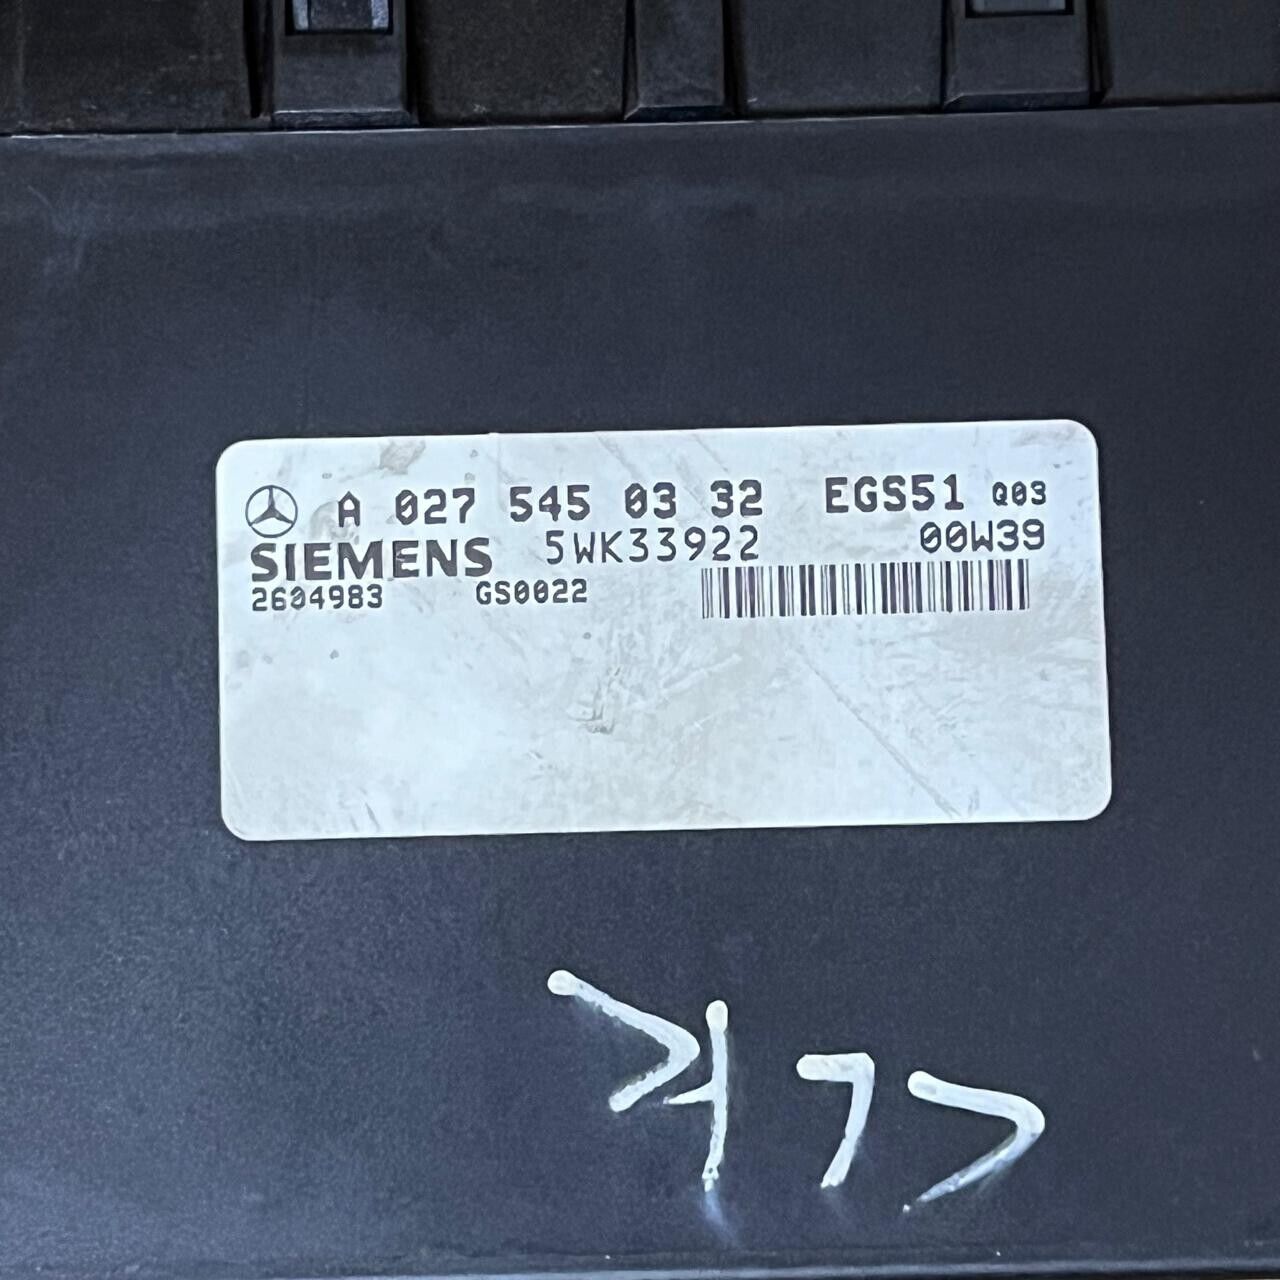 A 027 545 03 32 EGS51 Q03
SIEMENS 5WK33922 00W39
2604983 GS0022